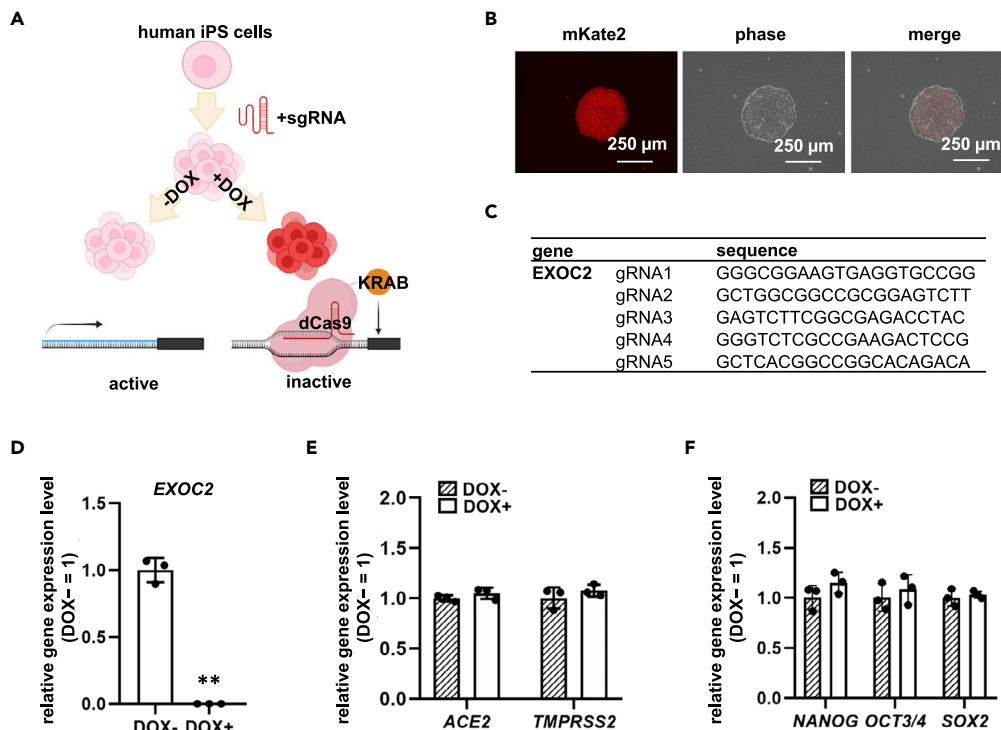 A
human iPS cells
+sgRNA
-DOX
+DOX
KRAB
dCas9
active
inactive
B
mKate2
phase
merge
250 µm
250 µm
250 µm
C
gene sequence
EXOC2 gRNA1 GGGCGGAAGTGAGGTGCCGG
gRNA2 GCTGGCGGCCGCGGAGTCTT
gRNA3 GAGTCTTCGGCGAGACCTAC
gRNA4 GGGTCTCGCCGAAGACTCCG
gRNA5 GCTCACGGCCGGCACAGACA
D
EXOC2
relative gene expression level
(DOX− = 1)
1.5
1.0
0.5
0.0
**
DOX- DOX+
E
DOX-
DOX+
relative gene expression level
(DOX− = 1)
2.0
1.5
1.0
0.5
0.0
ACE2 TMPRSS2
F
DOX-
DOX+
relative gene expression level
(DOX− = 1)
2.0
1.5
1.0
0.5
0.0
NANOG OCT3/4 SOX2